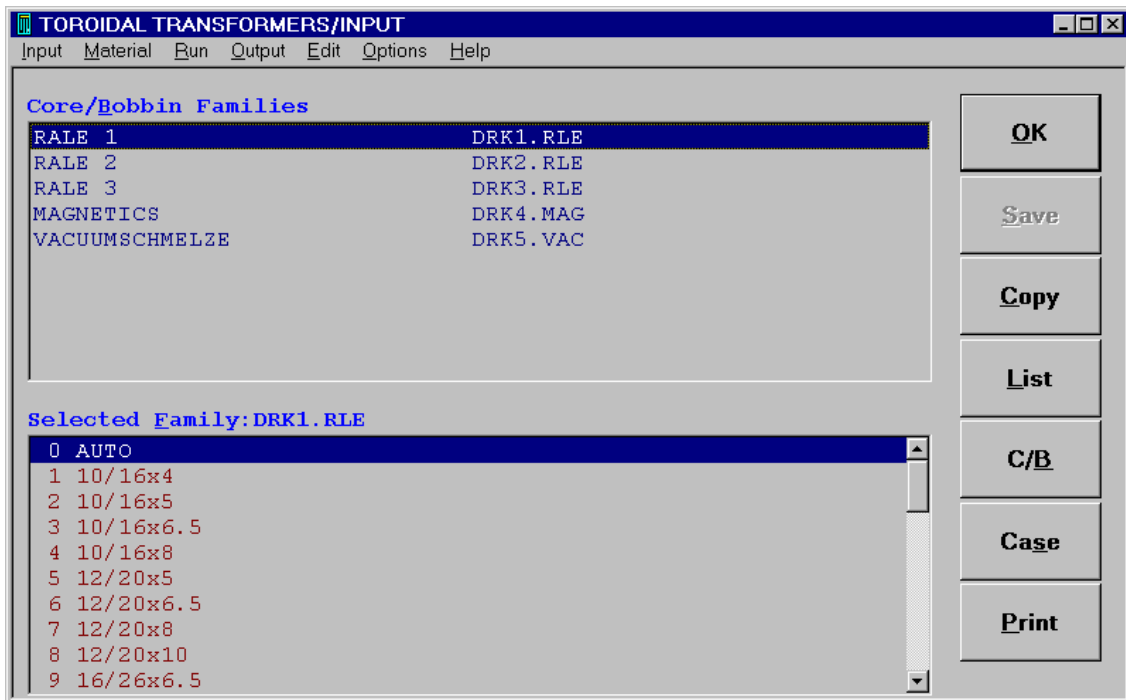 TOROIDAL TRANSFORMERS/INPUT
Input Material Run Output Edit Options Help
Core/Bobbin Families
RALE 1 DRK1.RLE
RALE 2 DRK2.RLE
RALE 3 DRK3.RLE
MAGNETICS DRK4.MAG
VACUUMSCHMELZE DRK5.VAC
Selected Family:DRK1.RLE
0 AUTO
1 10/16x4
2 10/16x5
3 10/16x6.5
4 10/16x8
5 12/20x5
6 12/20x6.5
7 12/20x8
8 12/20x10
9 16/26x6.5
OK
Save
Copy
List
C/B
Case
Print